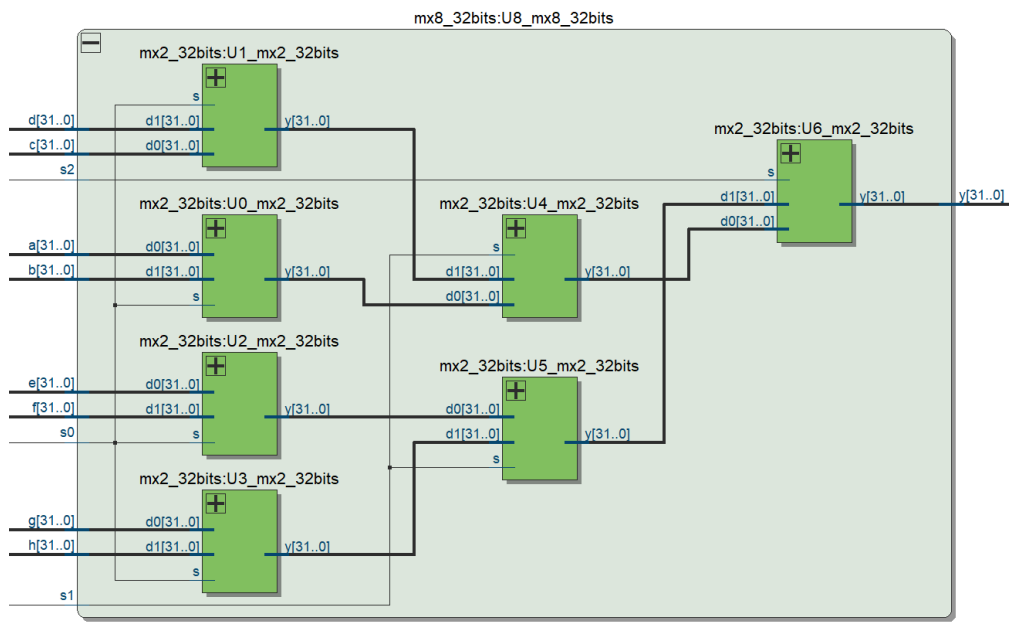 mx8_32bits:U8_mx8_32bits
mx2_32bits:U1_mx2_32bits
s
d[31..0] d1[31..0] y[31..0]
c[31..0] d0[31..0]
s2
mx2_32bits:U6_mx2_32bits
s
d1[31..0] y[31..0] y[31..0]
d0[31..0]
mx2_32bits:U0_mx2_32bits
a[31..0] d0[31..0]
b[31..0] d1[31..0] y[31..0]
s
mx2_32bits:U4_mx2_32bits
s
d1[31..0] y[31..0]
d0[31..0]
mx2_32bits:U2_mx2_32bits
e[31..0] d0[31..0]
f[31..0] d1[31..0] y[31..0]
s0 s
mx2_32bits:U5_mx2_32bits
d0[31..0]
d1[31..0] y[31..0]
s
mx2_32bits:U3_mx2_32bits
g[31..0] d0[31..0]
h[31..0] d1[31..0] y[31..0]
s
s1